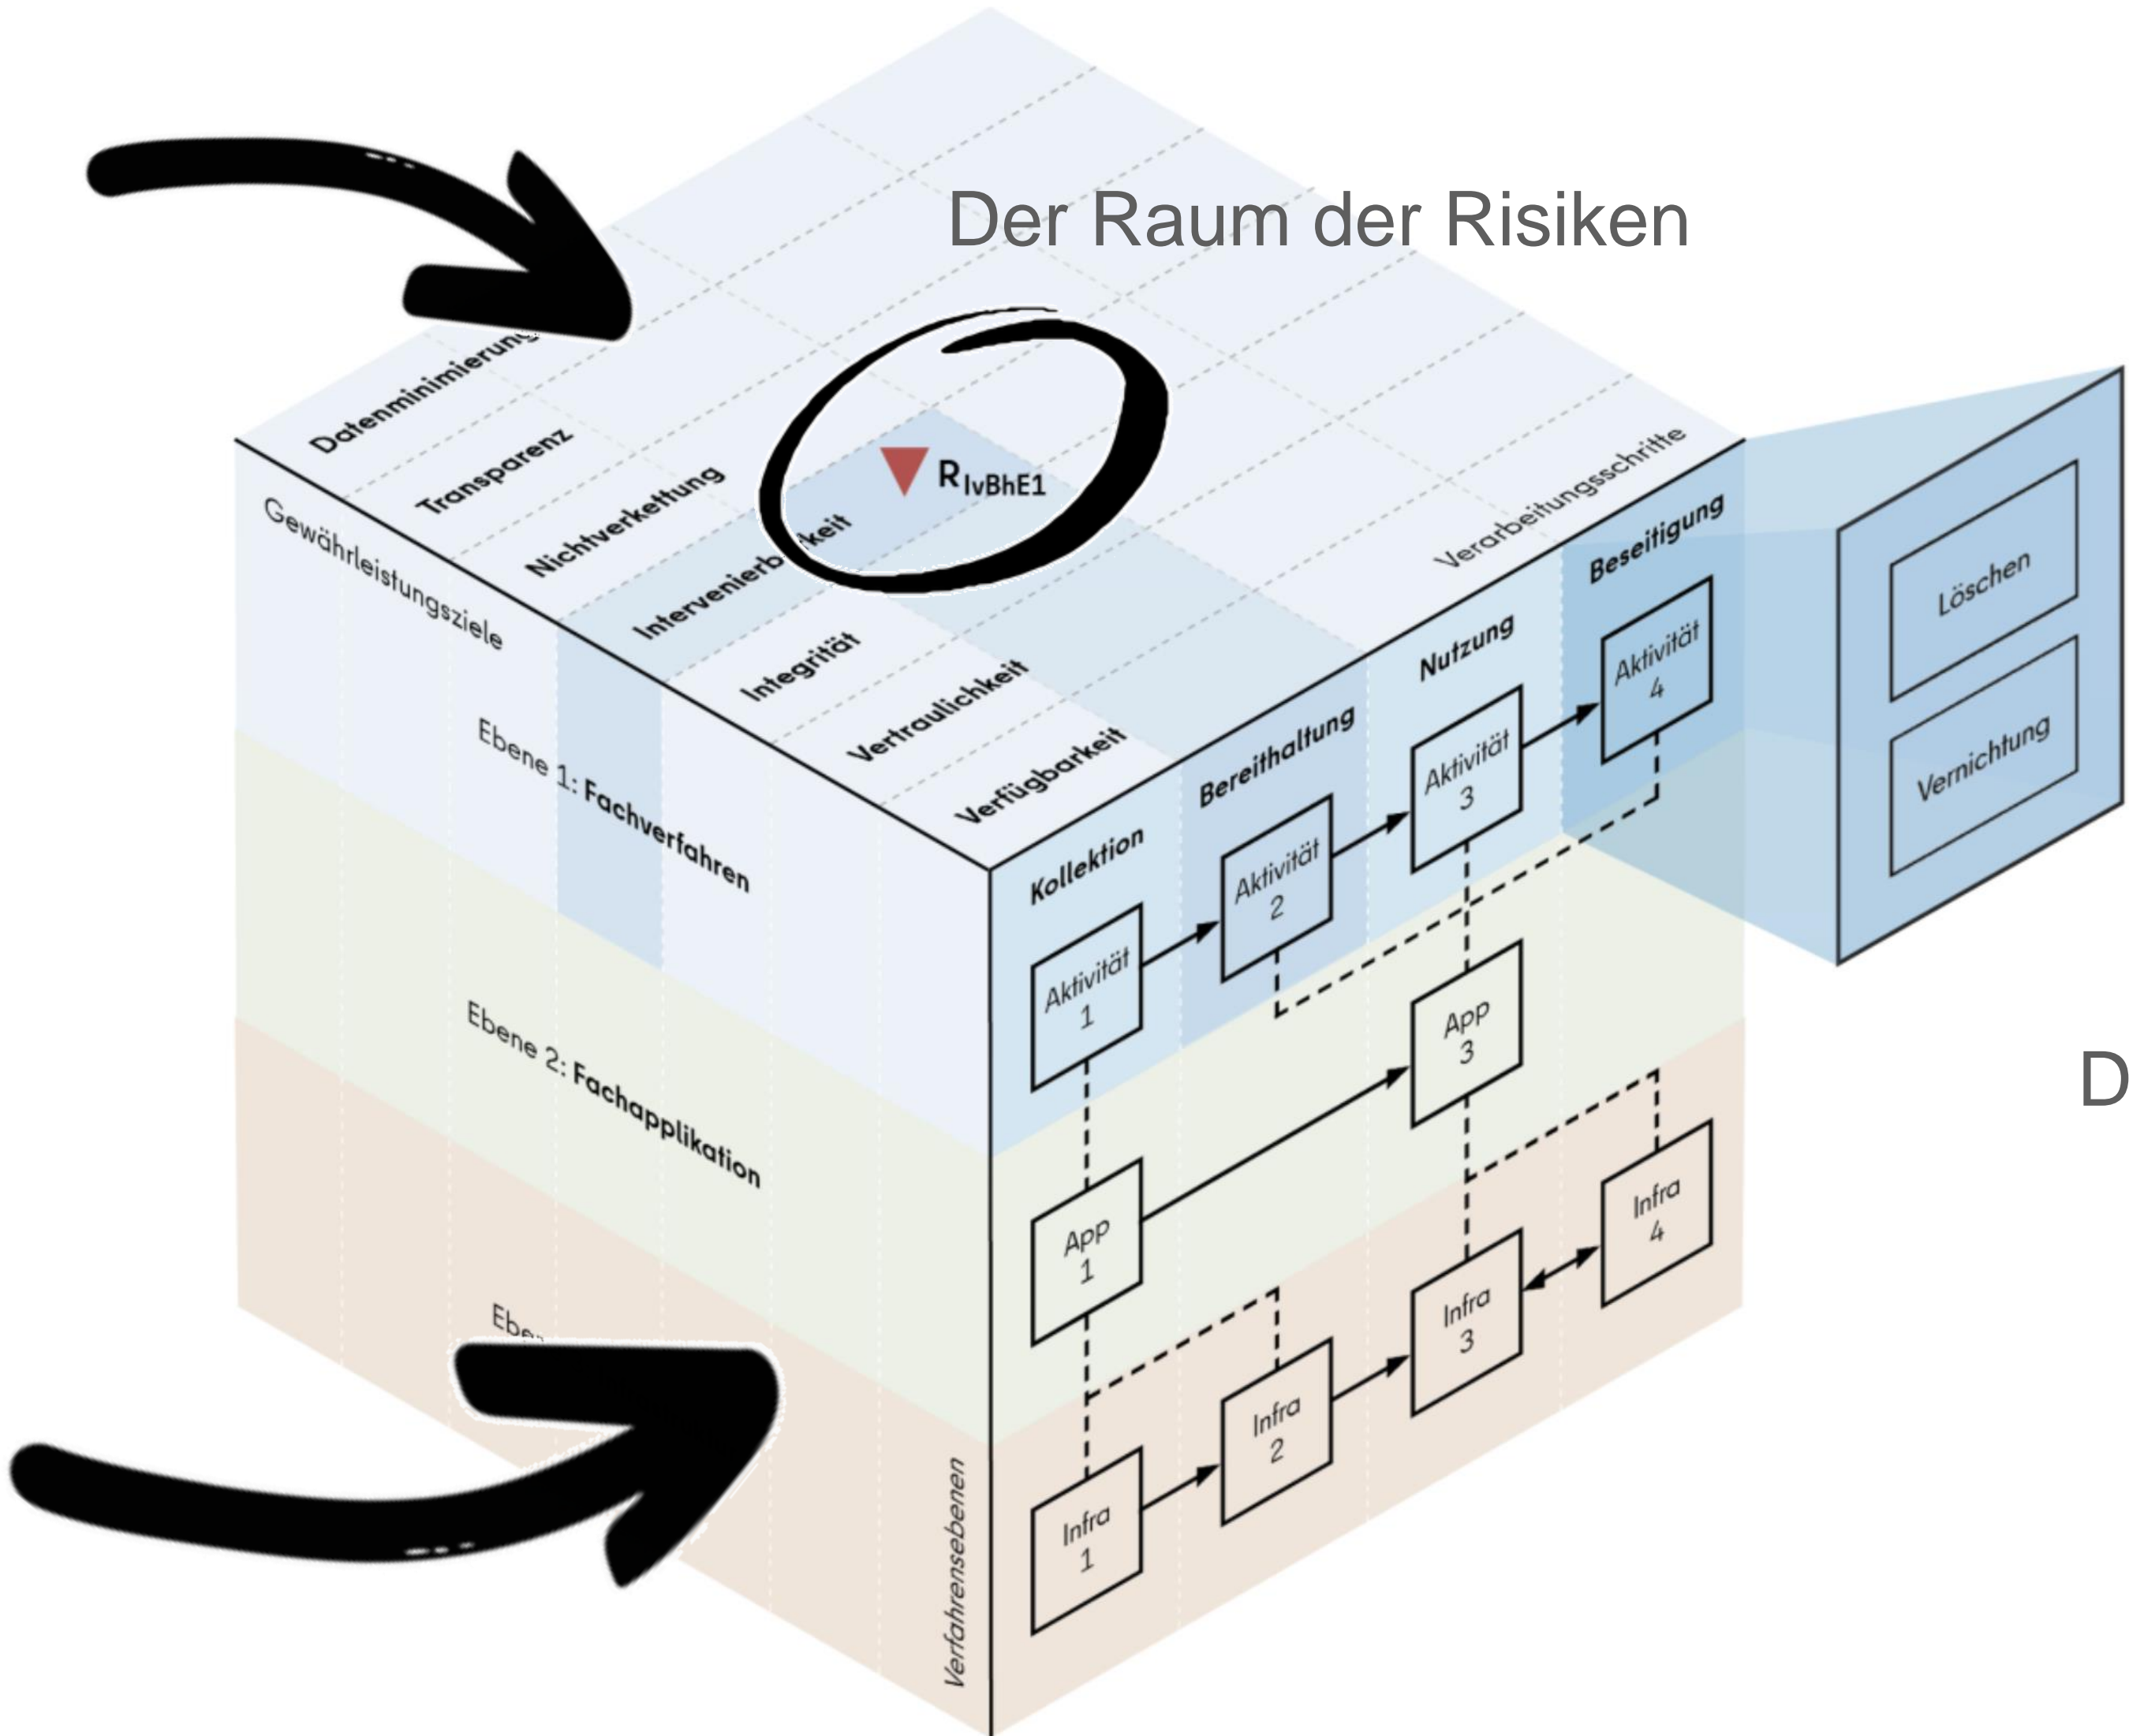 Der Raum der Risiken
Datenminimierung
Transparenz
Nichtverkettung
Intervenierbarkeit
Integrität
Vertraulichkeit
Verfügbarkeit
R IvBhE1
Verarbeitungsschritte
Gewährleistungsziele
Kollektion
Bereithaltung
Nutzung
Beseitigung
Aktivität
1
Aktivität
2
Aktivität
3
Aktivität
4
Löschen
Vernichtung
Ebene 1: Fachverfahren
Ebene 2: Fachapplikation
App
1
App
3
D
Infra
1
Infra
2
Infra
3
Infra
4
Verfahrensebenen